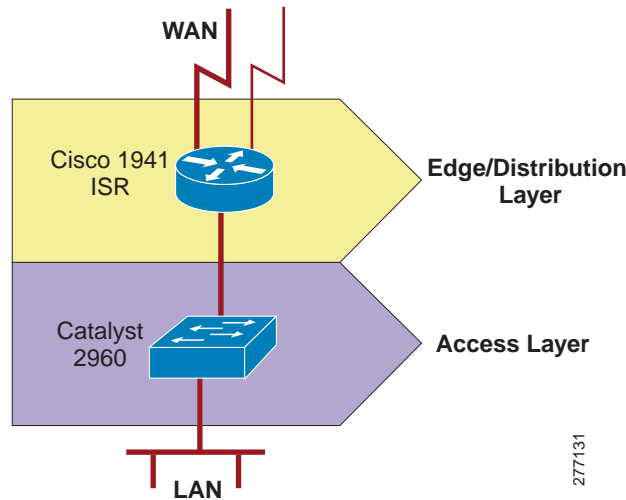 WAN
Cisco 1941
ISR
Edge/Distribution
Layer
Catalyst
2960
Access Layer
LAN
277131